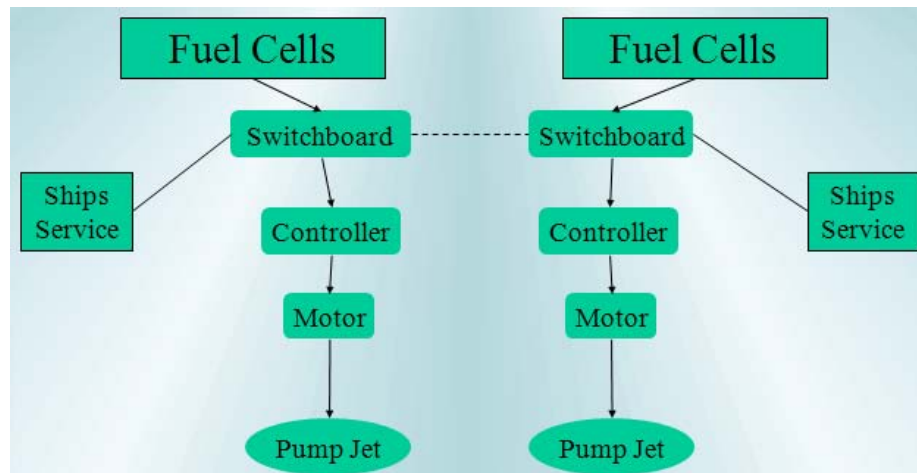 Fuel Cells
Fuel Cells
Switchboard
Switchboard
Ships
Service
Ships
Service
Controller
Controller
Motor
Motor
Pump Jet
Pump Jet